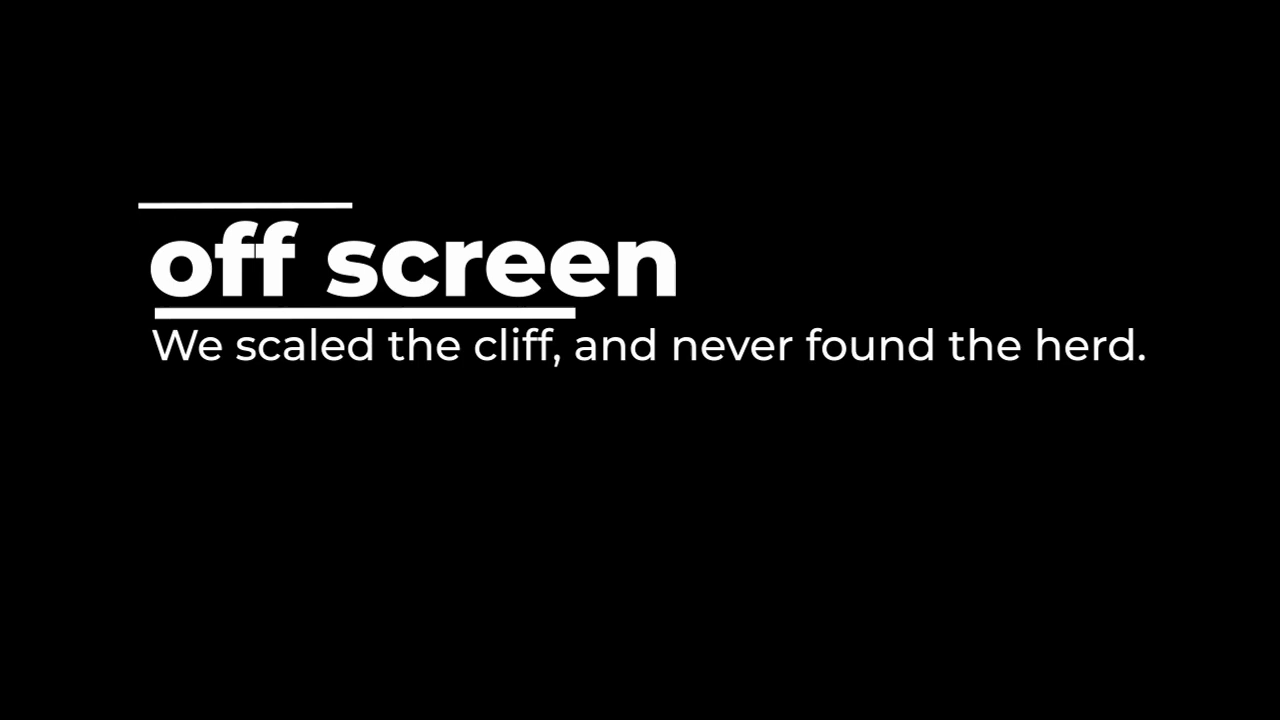 off screen
We scaled the cliff, and never found the herd.